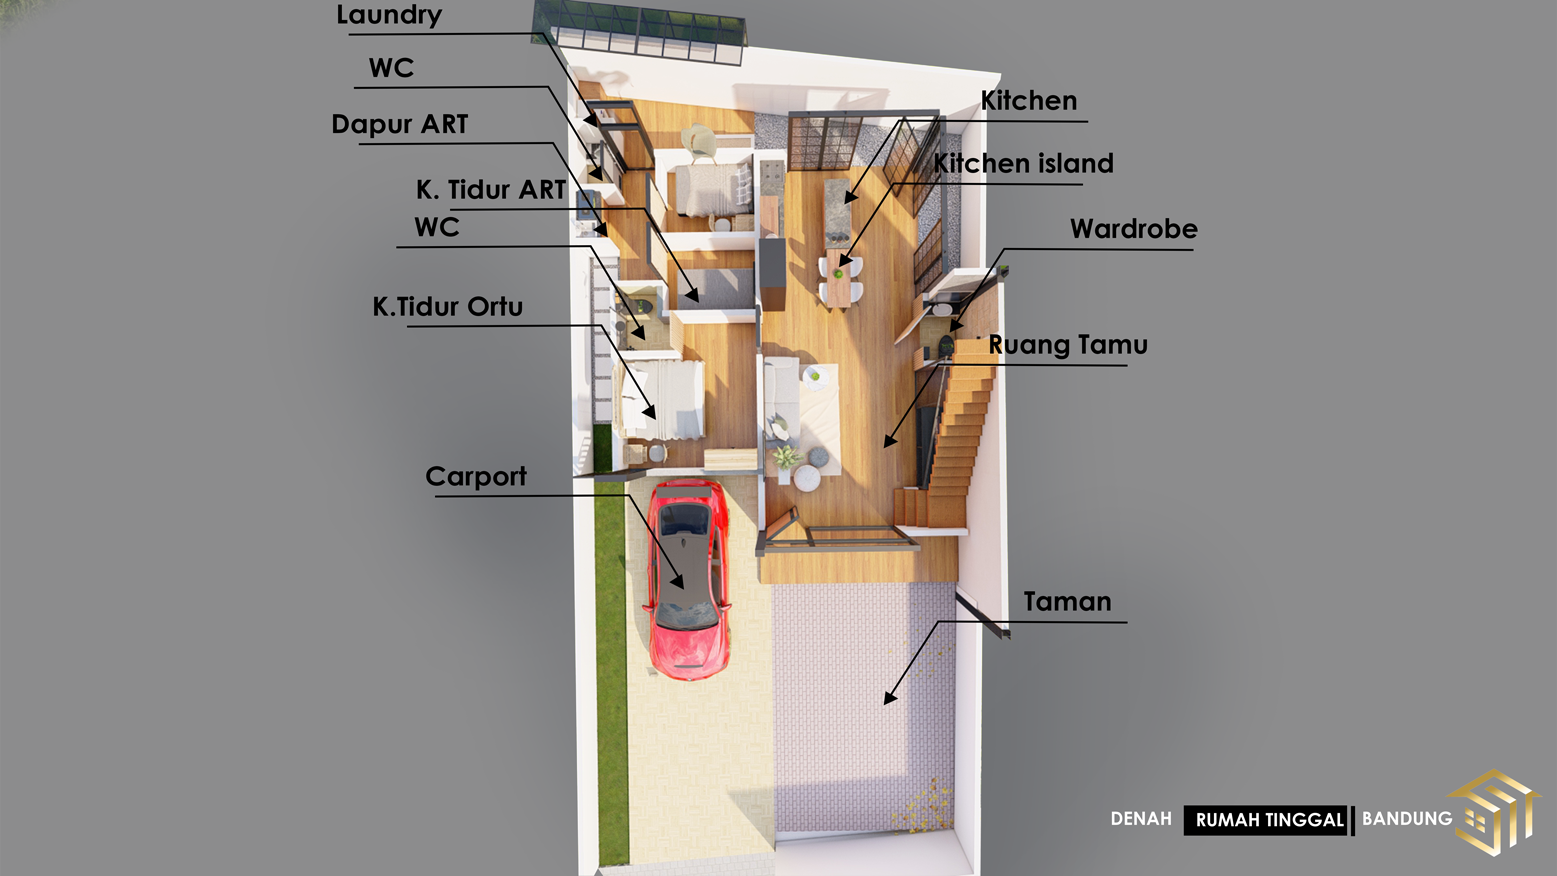 Laundry
WC
Dapur ART
K. Tidur ART
WC
K.Tidur Ortu
Carport
Kitchen
Kitchen island
Wardrobe
Ruang Tamu
Taman
DENAH RUMAH TINGGAL BANDUNG